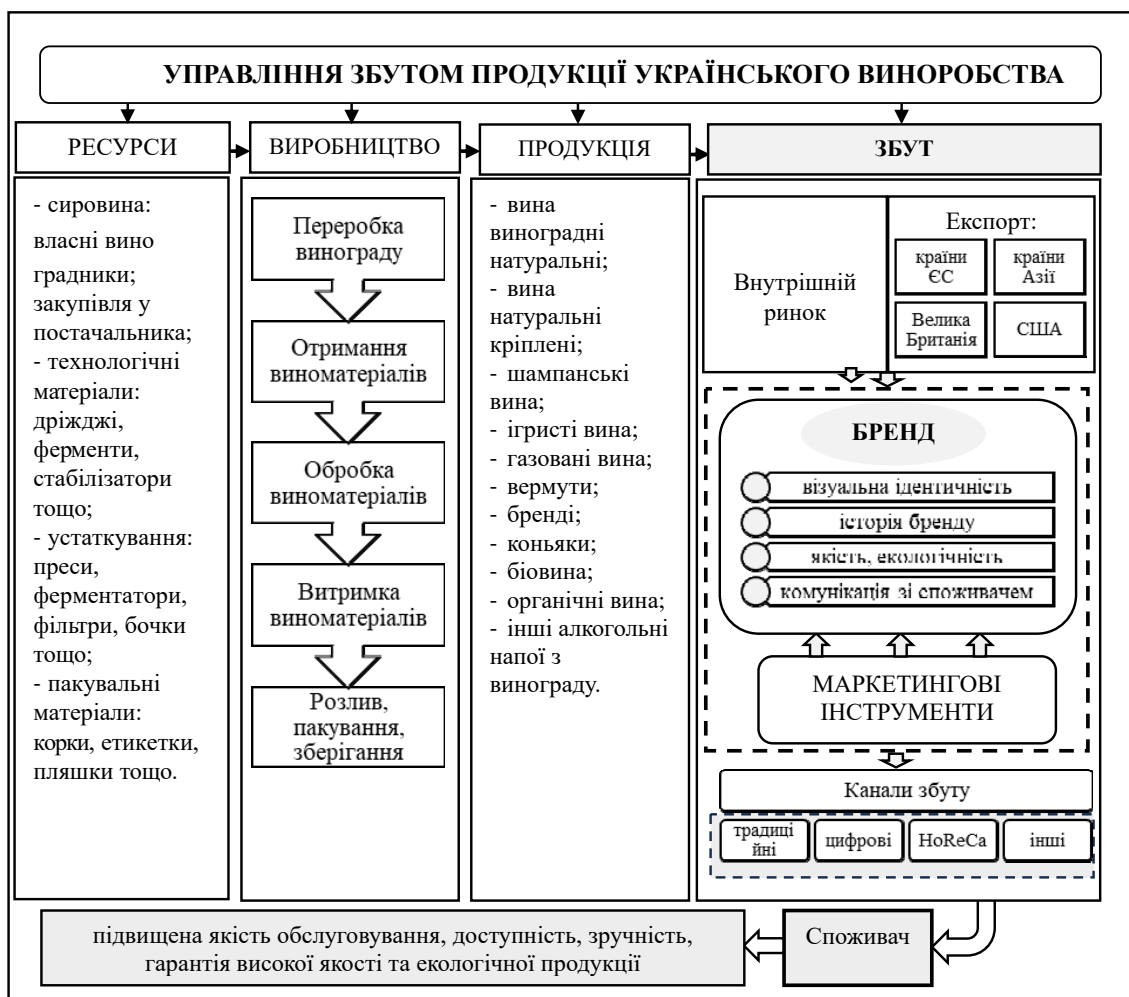 УПРАВЛІННЯ ЗБУТОМ ПРОДУКЦІЇ УКРАЇНСЬКОГО ВИНОРОБСТВА
РЕСУРСИ
ВИРОБНИЦТВО
ПРОДУКЦІЯ
ЗБУТ
- сировина:
власні вино
градники;
закупівля у
постачальника;
- технологічні
матеріали:
дріжджі,
ферменти,
стабілізатори
тощо;
- устаткування:
преси,
ферментатори,
фільтри, бочки
тощо;
- пакувальні
матеріали:
корки, етикетки,
пляшки тощо.
Переробка
винограду
Отримання
виноматеріалів
Обробка
виноматеріалів
Витримка
виноматеріалів
Розлив,
пакування,
зберігання
- вина
виноградні
натуральні;
- вина
натуральні
кріплені;
- шампанські
вина;
- ігристі вина;
- газовані вина;
- вермути;
- бренді;
- коньяки;
- біовина;
- органічні вина;
- інші алкогольні
напої з
винограду.
Внутрішній
ринок
Експорт:
країни
ЄС
країни
Азії
Велика
Британія
США
БРЕНД
візуальна ідентичність
історія бренду
якість, екологічність
комунікація зі споживачем
МАРКЕТИНГОВІ
ІНСТРУМЕНТИ
Канали збуту
традиці
йні
цифрові
HoReCa
інші
підвищена якість обслуговування, доступність, зручність,
гарантія високої якості та екологічної продукції
Споживач